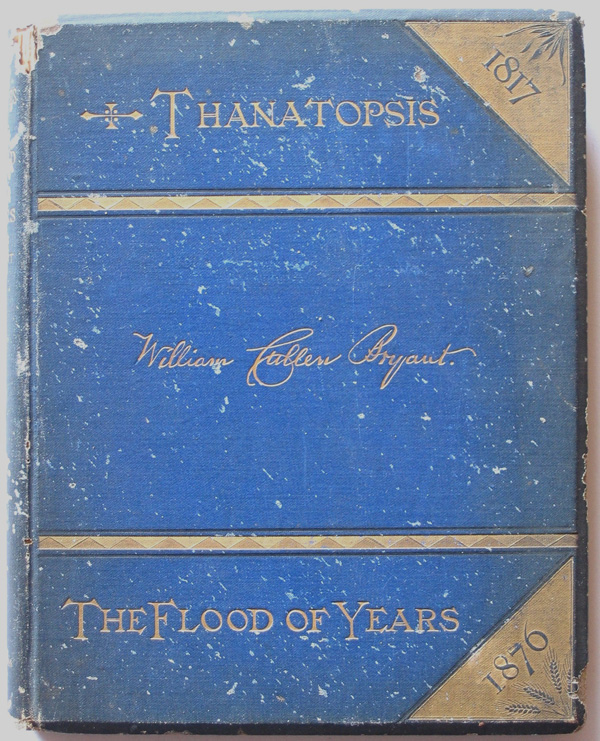 THANATOPSIS
1817
William Cullen Bryant.
THE FLOOD OF YEARS
1876